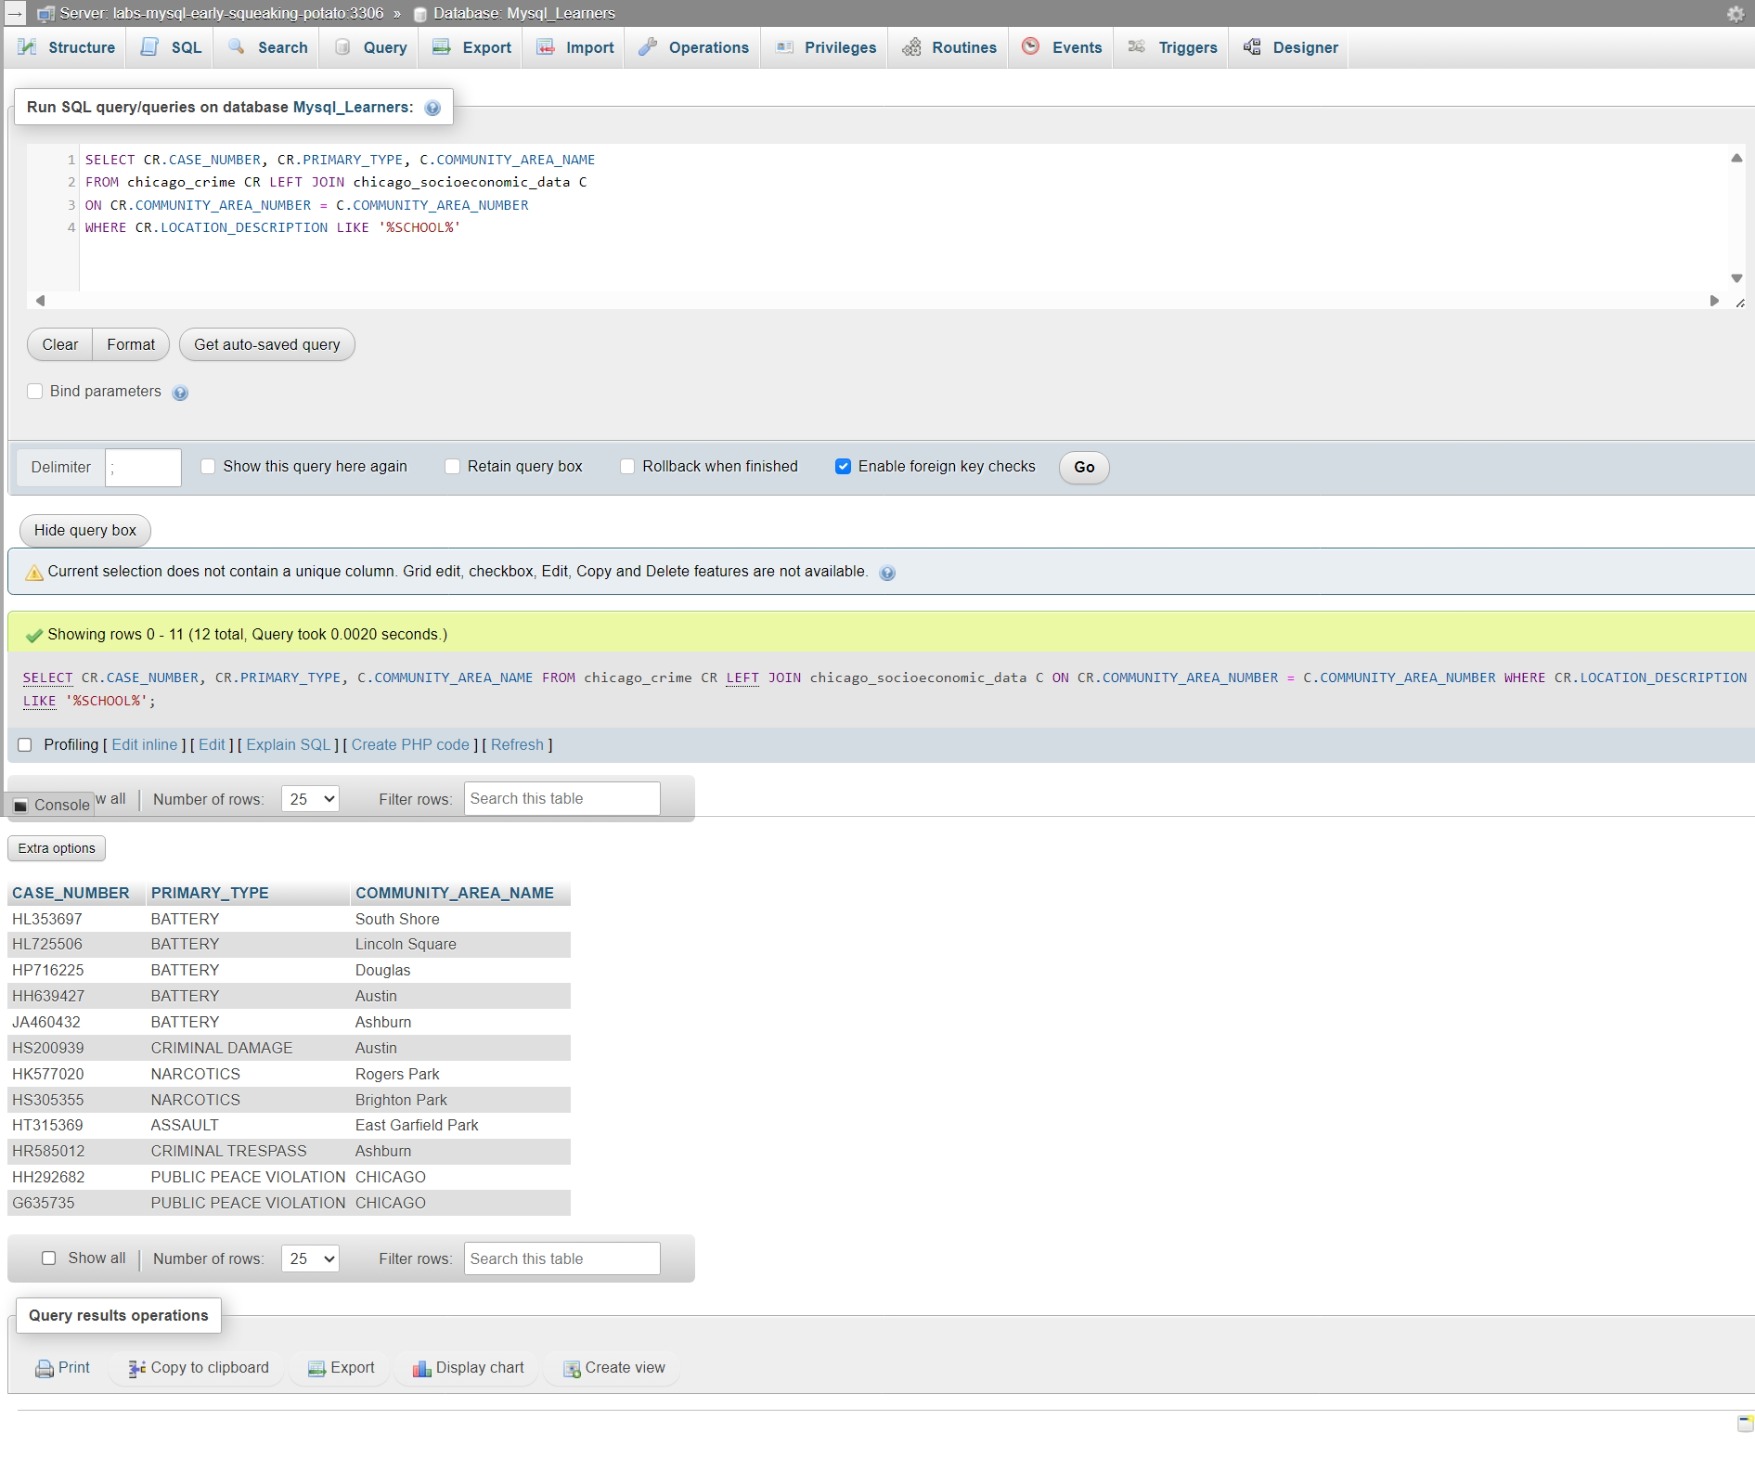 Server: labs-mysql-early-squeaking-potato:3306 » Database: Mysql_Learners
Structure SQL Search Query Export Import Operations Privileges Routines Events Triggers Designer
Run SQL query/queries on database Mysql_Learners:
1 SELECT CR.CASE_NUMBER, CR.PRIMARY_TYPE, C.COMMUNITY_AREA_NAME
2 FROM chicago_crime CR LEFT JOIN chicago_socioeconomic_data C
3 ON CR.COMMUNITY_AREA_NUMBER = C.COMMUNITY_AREA_NUMBER
4 WHERE CR.LOCATION_DESCRIPTION LIKE '%SCHOOL%'
Clear Format Get auto-saved query
Bind parameters
Delimiter ; Show this query here again Retain query box Rollback when finished Enable foreign key checks Go
Hide query box
Current selection does not contain a unique column. Grid edit, checkbox, Edit, Copy and Delete features are not available.
Showing rows 0 - 11 (12 total, Query took 0.0020 seconds.)
SELECT CR.CASE_NUMBER, CR.PRIMARY_TYPE, C.COMMUNITY_AREA_NAME FROM chicago_crime CR LEFT JOIN chicago_socioeconomic_data C ON CR.COMMUNITY_AREA_NUMBER = C.COMMUNITY_AREA_NUMBER WHERE CR.LOCATION_DESCRIPTION
LIKE '%SCHOOL%';
Profiling [ Edit inline ] [ Edit ] [ Explain SQL ] [ Create PHP code ] [ Refresh ]
Console w all Number of rows: 25 Filter rows: Search this table
Extra options
CASE_NUMBER PRIMARY_TYPE COMMUNITY_AREA_NAME
HL353697 BATTERY South Shore
HL725506 BATTERY Lincoln Square
HP716225 BATTERY Douglas
HH639427 BATTERY Austin
JA460432 BATTERY Ashburn
HS200939 CRIMINAL DAMAGE Austin
HK577020 NARCOTICS Rogers Park
HS305355 NARCOTICS Brighton Park
HT315369 ASSAULT East Garfield Park
HR585012 CRIMINAL TRESPASS Ashburn
HH292682 PUBLIC PEACE VIOLATION CHICAGO
G635735 PUBLIC PEACE VIOLATION CHICAGO
Show all Number of rows: 25 Filter rows: Search this table
Query results operations
Print Copy to clipboard Export Display chart Create view